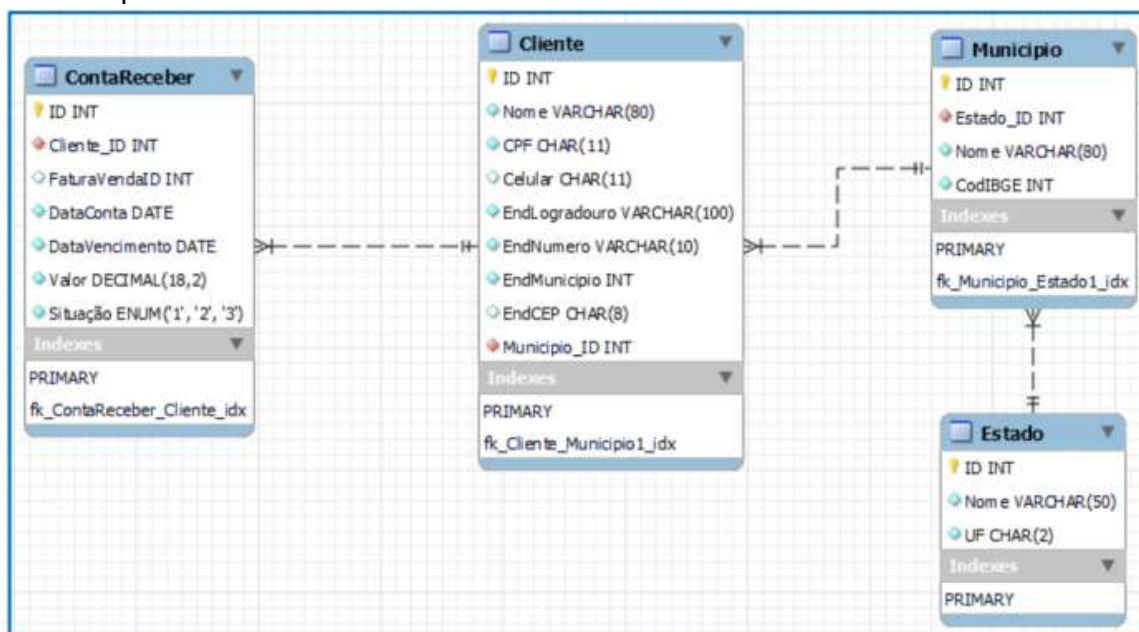 ContaReceber
ID INT
Cliente_ID INT
FaturaVendaID INT
DataConta DATE
DataVencimento DATE
Valor DECIMAL(18,2)
Situação ENUM('1', '2', '3')
Indexes
PRIMARY
fk_ContaReceber_Cliente_idx
Cliente
ID INT
Nome VARCHAR(80)
CPF CHAR(11)
Celular CHAR(11)
EndLogradouro VARCHAR(100)
EndNumero VARCHAR(10)
EndMunicipio INT
EndCEP CHAR(8)
Municipio_ID INT
Indexes
PRIMARY
fk_Cliente_Municipio1_idx
Municipio
ID INT
Estado_ID INT
Nome VARCHAR(80)
CodIBGE INT
Indexes
PRIMARY
fk_Municipio_Estado1_idx
Estado
ID INT
Nome VARCHAR(50)
UF CHAR(2)
Indexes
PRIMARY